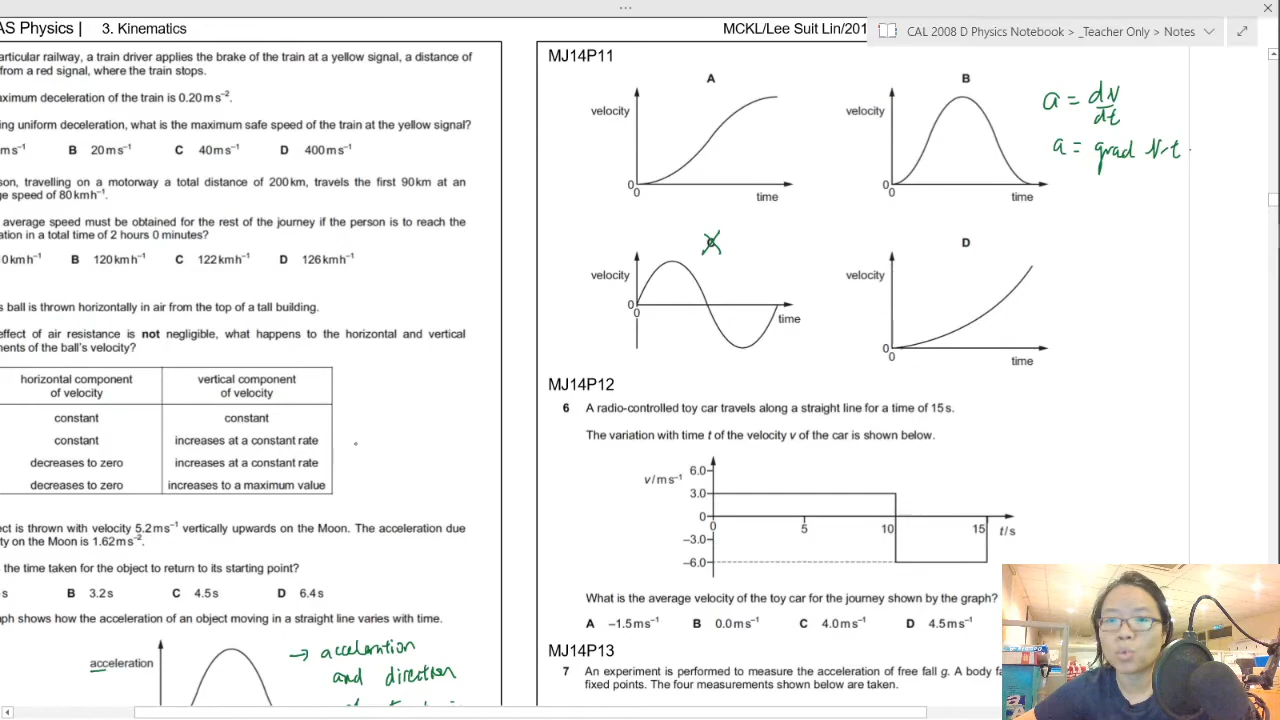 AS Physics | 3. Kinematics
articular railway, a train driver applies the brake of the train at a yellow signal, a distance of
from a red signal, where the train stops.
aximum deceleration of the train is 0.20 m s⁻².
ing uniform deceleration, what is the maximum safe speed of the train at the yellow signal?
m s⁻¹ B 20 m s⁻¹ C 40 m s⁻¹ D 400 m s⁻¹
son, travelling on a motorway a total distance of 200 km, travels the first 90 km at an
ge speed of 80 km h⁻¹.
average speed must be obtained for the rest of the journey if the person is to reach the
ation in a total time of 2 hours 0 minutes?
0 km h⁻¹ B 120 km h⁻¹ C 122 km h⁻¹ D 126 km h⁻¹
s ball is thrown horizontally in air from the top of a tall building.
effect of air resistance is not negligible, what happens to the horizontal and vertical
nents of the ball's velocity?
horizontal component of velocity vertical component of velocity
constant constant
constant increases at a constant rate
decreases to zero increases at a constant rate
decreases to zero increases to a maximum value
ect is thrown with velocity 5.2 m s⁻¹ vertically upwards on the Moon. The acceleration due
ty on the Moon is 1.62 m s⁻².
the time taken for the object to return to its starting point?
s B 3.2 s C 4.5 s D 6.4 s
aph shows how the acceleration of an object moving in a straight line varies with time.
acceleration
→ acceleration
and direction
MCKL/Lee Suit Lin/201
CAL 2008 D Physics Notebook > _Teacher Only > Notes
MJ14P11
A
velocity
0
0
time
B
velocity
0
0
time
a = dv/dt
a = grad v-t
C
velocity
0
0
time
D
velocity
0
0
time
MJ14P12
6 A radio-controlled toy car travels along a straight line for a time of 15 s.
The variation with time t of the velocity v of the car is shown below.
v / m s⁻¹
6.0
3.0
0
–3.0
–6.0
0 5 10 15 t / s
What is the average velocity of the toy car for the journey shown by the graph?
A –1.5 m s⁻¹ B 0.0 m s⁻¹ C 4.0 m s⁻¹ D 4.5 m s⁻¹
MJ14P13
7 An experiment is performed to measure the acceleration of free fall g. A body fa
fixed points. The four measurements shown below are taken.